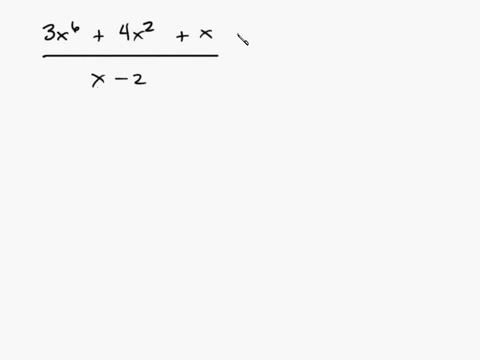 3x⁶ + 4x² + x
x - 2